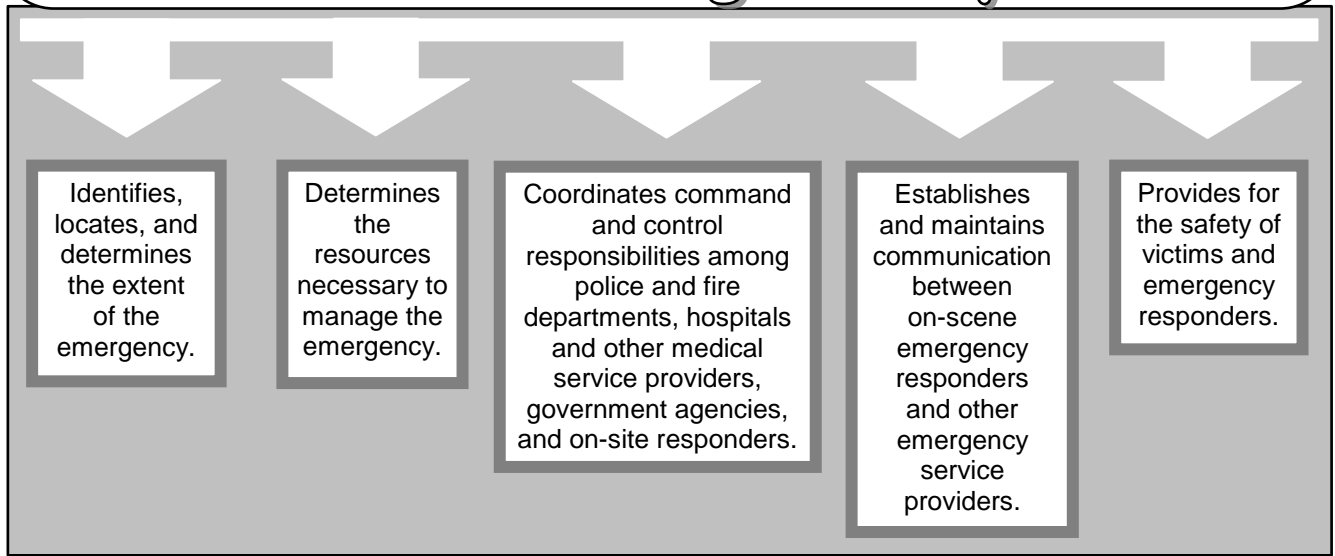 Identifies,
locates, and
determines
the extent
of the
emergency.
Determines
the
resources
necessary to
manage the
emergency.
Coordinates command
and control
responsibilities among
police and fire
departments, hospitals
and other medical
service providers,
government agencies,
and on-site responders.
Establishes
and maintains
communication
between
on-scene
emergency
responders
and other
emergency
service
providers.
Provides for
the safety of
victims and
emergency
responders.